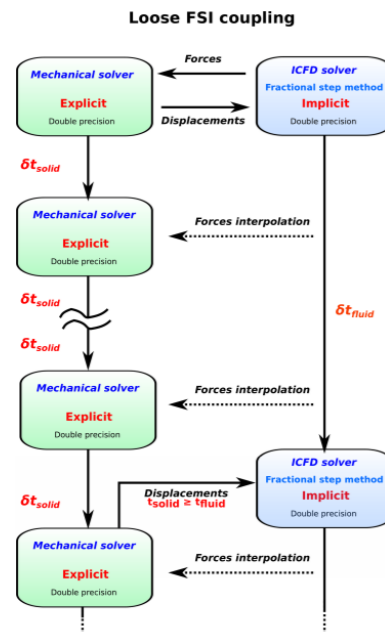 Loose FSI coupling
Mechanical solver
Explicit
Double precision
Forces
Displacements
ICFD solver
Fractional step method
Implicit
Double precision
δtsolid
Mechanical solver
Explicit
Double precision
Forces interpolation
δtsolid
δtsolid
δtfluid
Mechanical solver
Explicit
Double precision
Forces interpolation
δtsolid
Displacements
tsolid ≥ tfluid
ICFD solver
Fractional step method
Implicit
Double precision
Mechanical solver
Explicit
Double precision
Forces interpolation